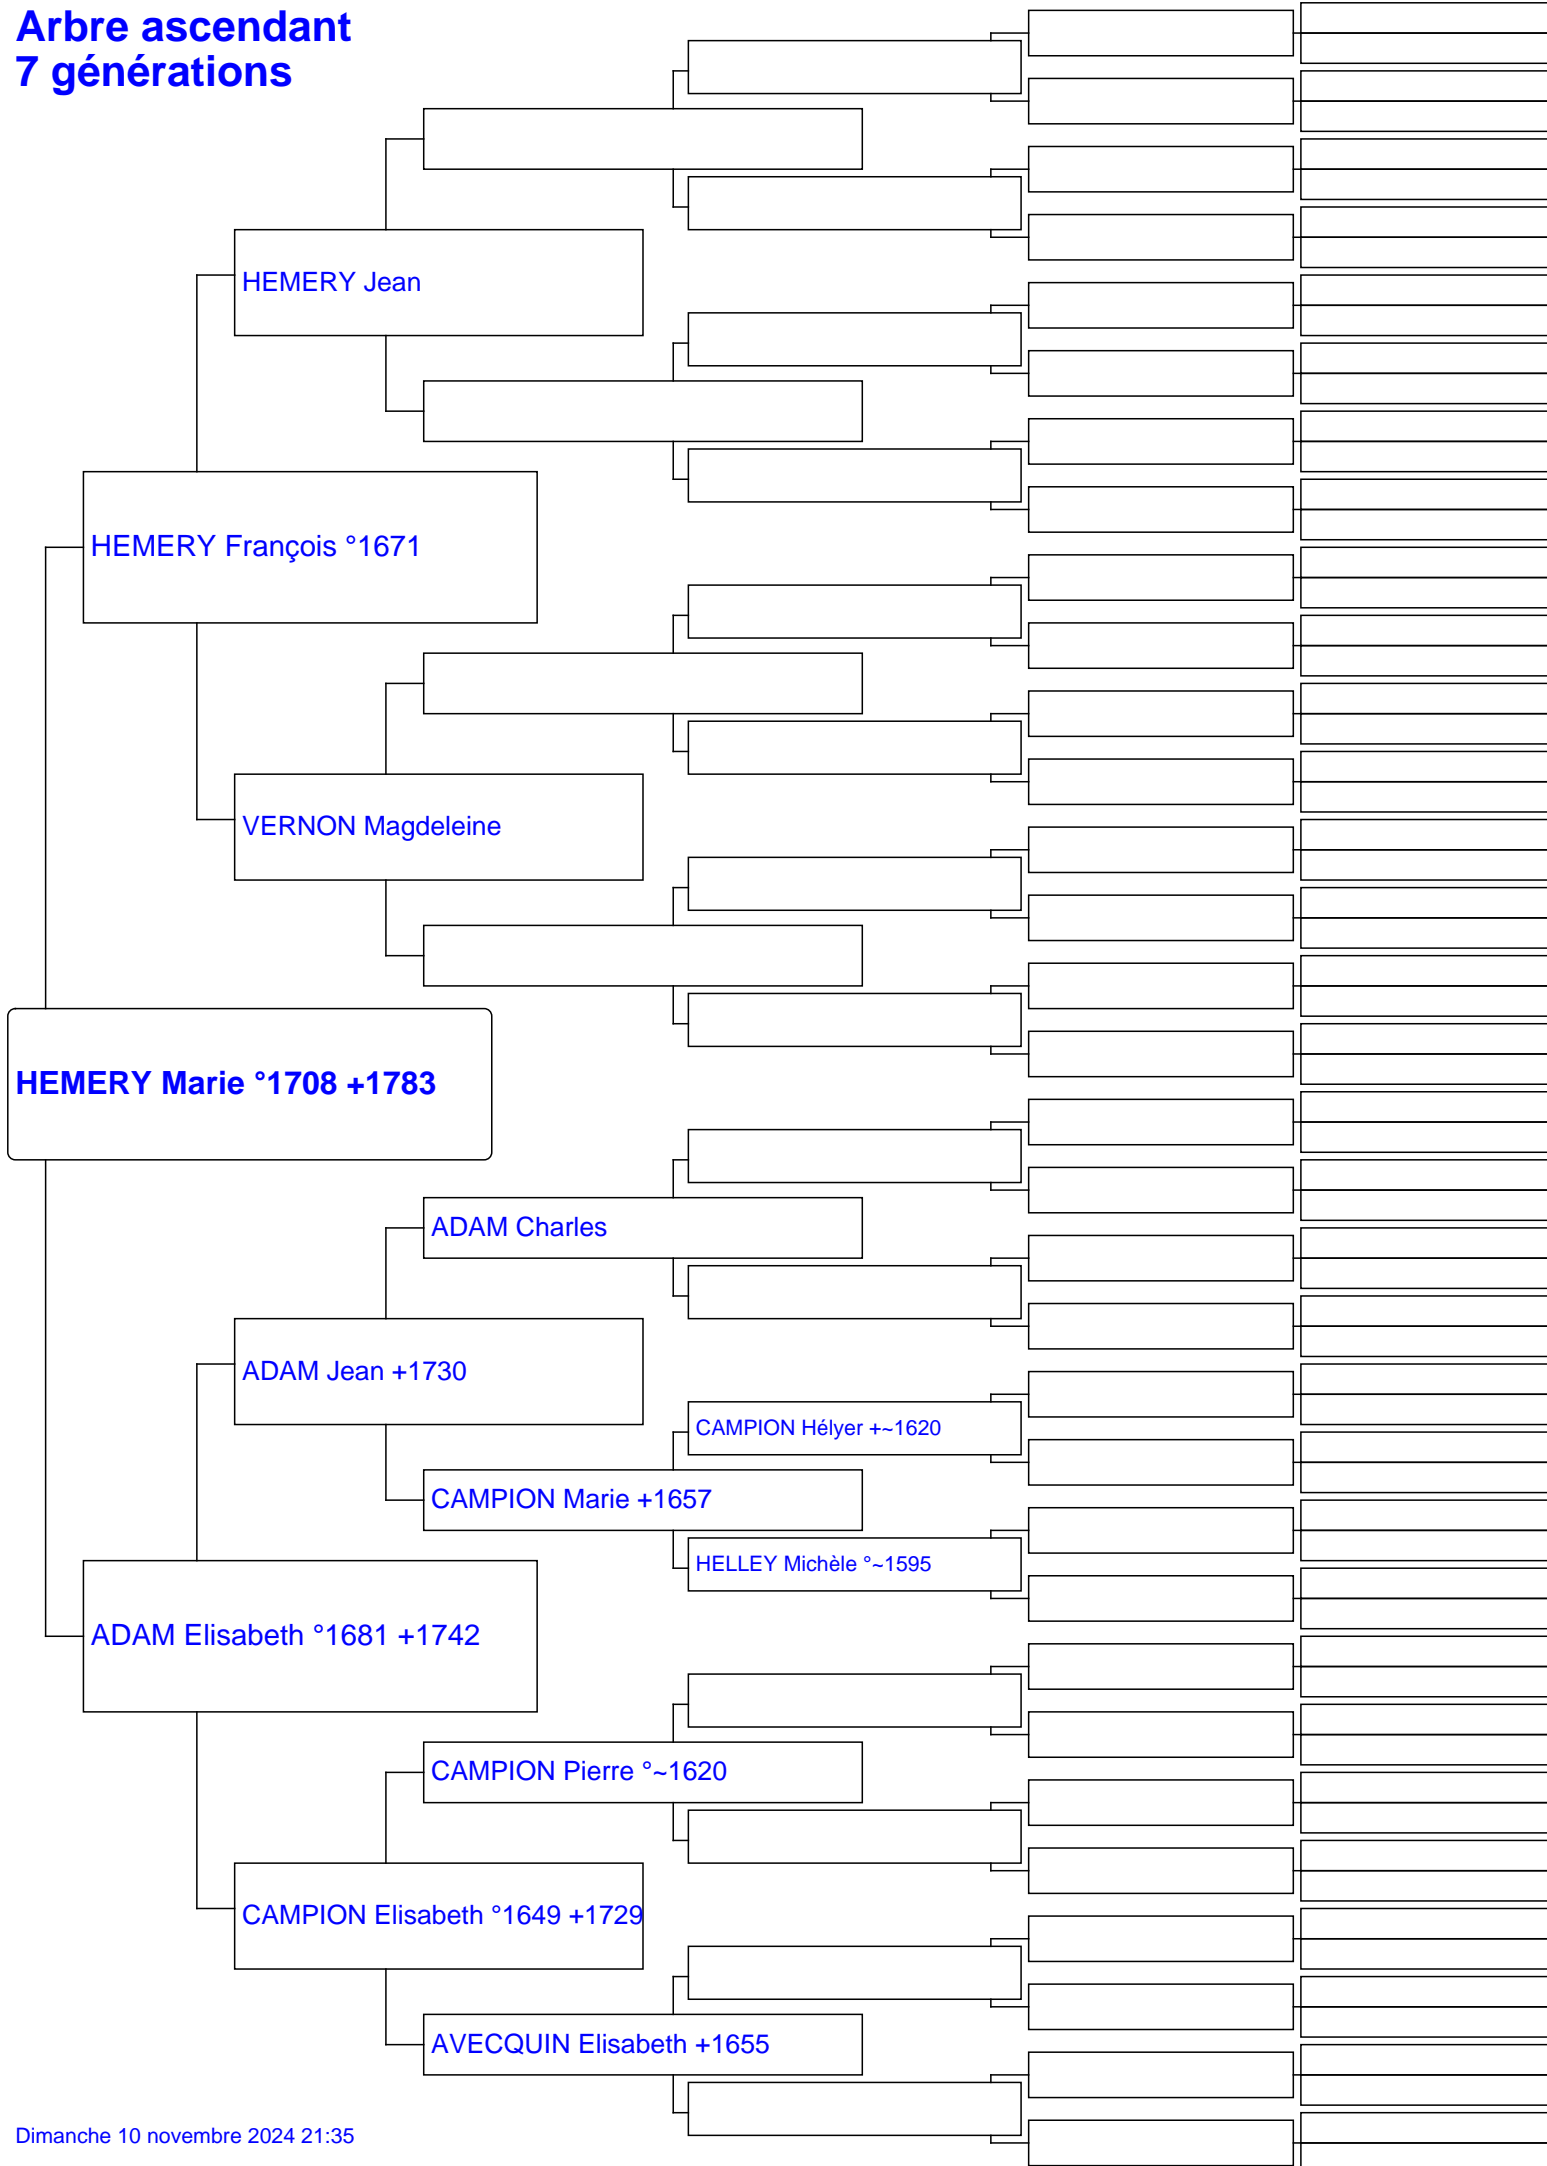 Arbre ascendant
7 générations
HEMERY Jean
HEMERY François °1671
VERNON Magdeleine
HEMERY Marie °1708 +1783
ADAM Charles
ADAM Jean +1730
CAMPION Hélyer +~1620
CAMPION Marie +1657
HELLEY Michèle °~1595
ADAM Elisabeth °1681 +1742
CAMPION Pierre °~1620
CAMPION Elisabeth °1649 +1729
AVECQUIN Elisabeth +1655
Dimanche 10 novembre 2024 21:35